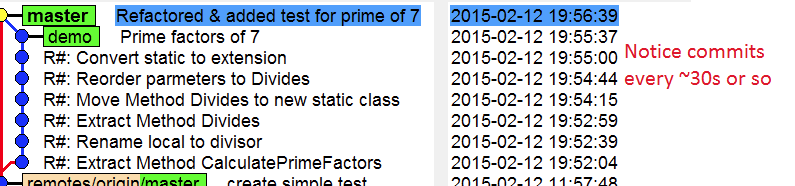 master Refactored & added test for prime of 7 2015-02-12 19:56:39
demo Prime factors of 7 2015-02-12 19:55:37
R#: Convert static to extension 2015-02-12 19:55:00
R#: Reorder parmeters to Divides 2015-02-12 19:54:44
R#: Move Method Divides to new static class 2015-02-12 19:54:15
R#: Extract Method Divides 2015-02-12 19:52:59
R#: Rename local to divisor 2015-02-12 19:52:39
R#: Extract Method CalculatePrimeFactors 2015-02-12 19:52:04
remotes/origin/master create simple test 2015-02-12 11:57:48
Notice commits
every ~30s or so